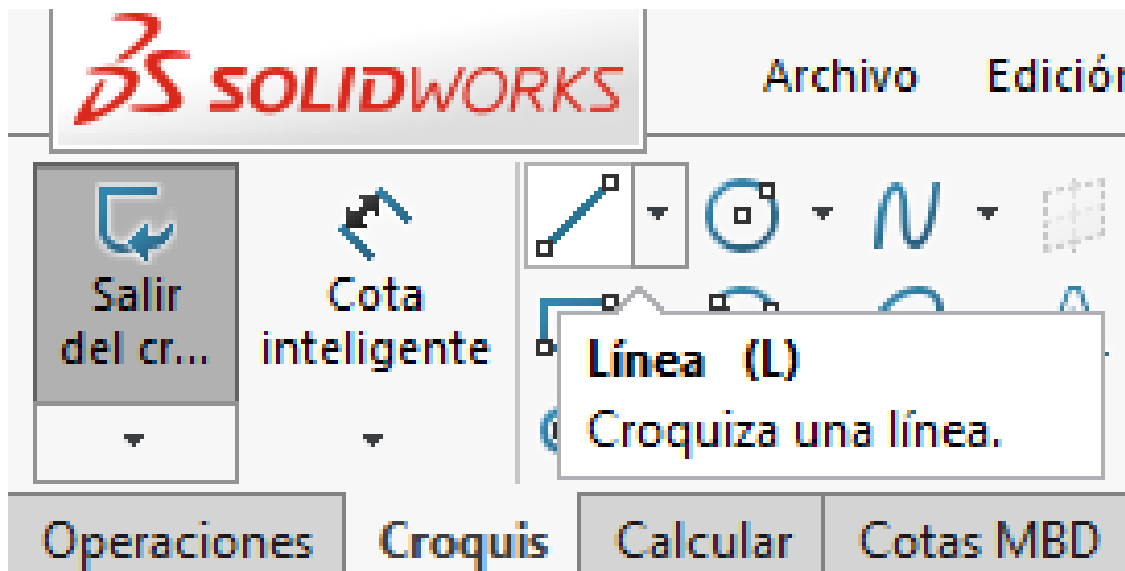 SOLIDWORKS
Archivo Edición
Salir
del cr...
Cota
inteligente
Línea (L)
Croquiza una línea.
Operaciones Croquis Calcular Cotas MBD